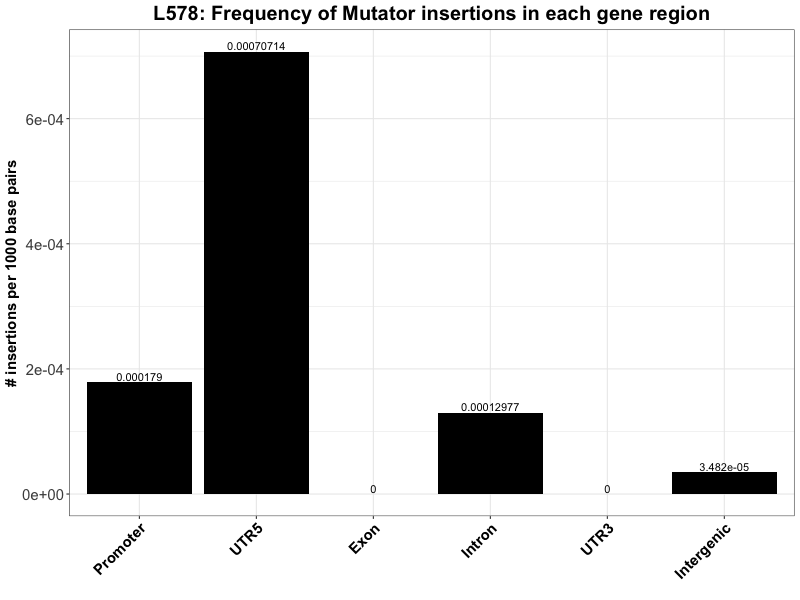 L578: Frequency of Mutator insertions in each gene region
# insertions per 1000 base pairs
6e-04
4e-04
2e-04
0e+00
0.000179
0.00070714
0
0.00012977
0
3.482e-05
Promoter
UTR5
Exon
Intron
UTR3
Intergenic